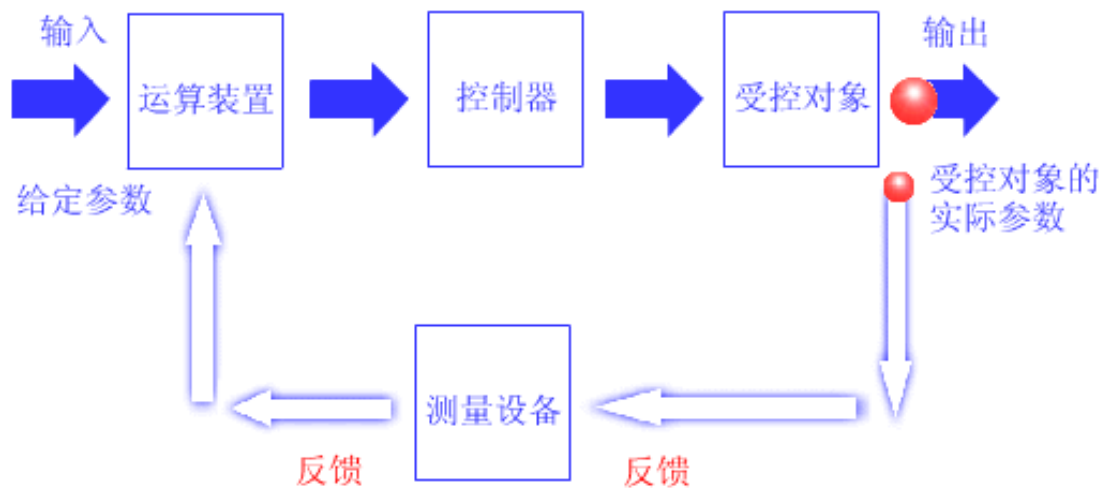 输入
输出
运算装置
控制器
受控对象
给定参数
受控对象的
实际参数
测量设备
反馈
反馈